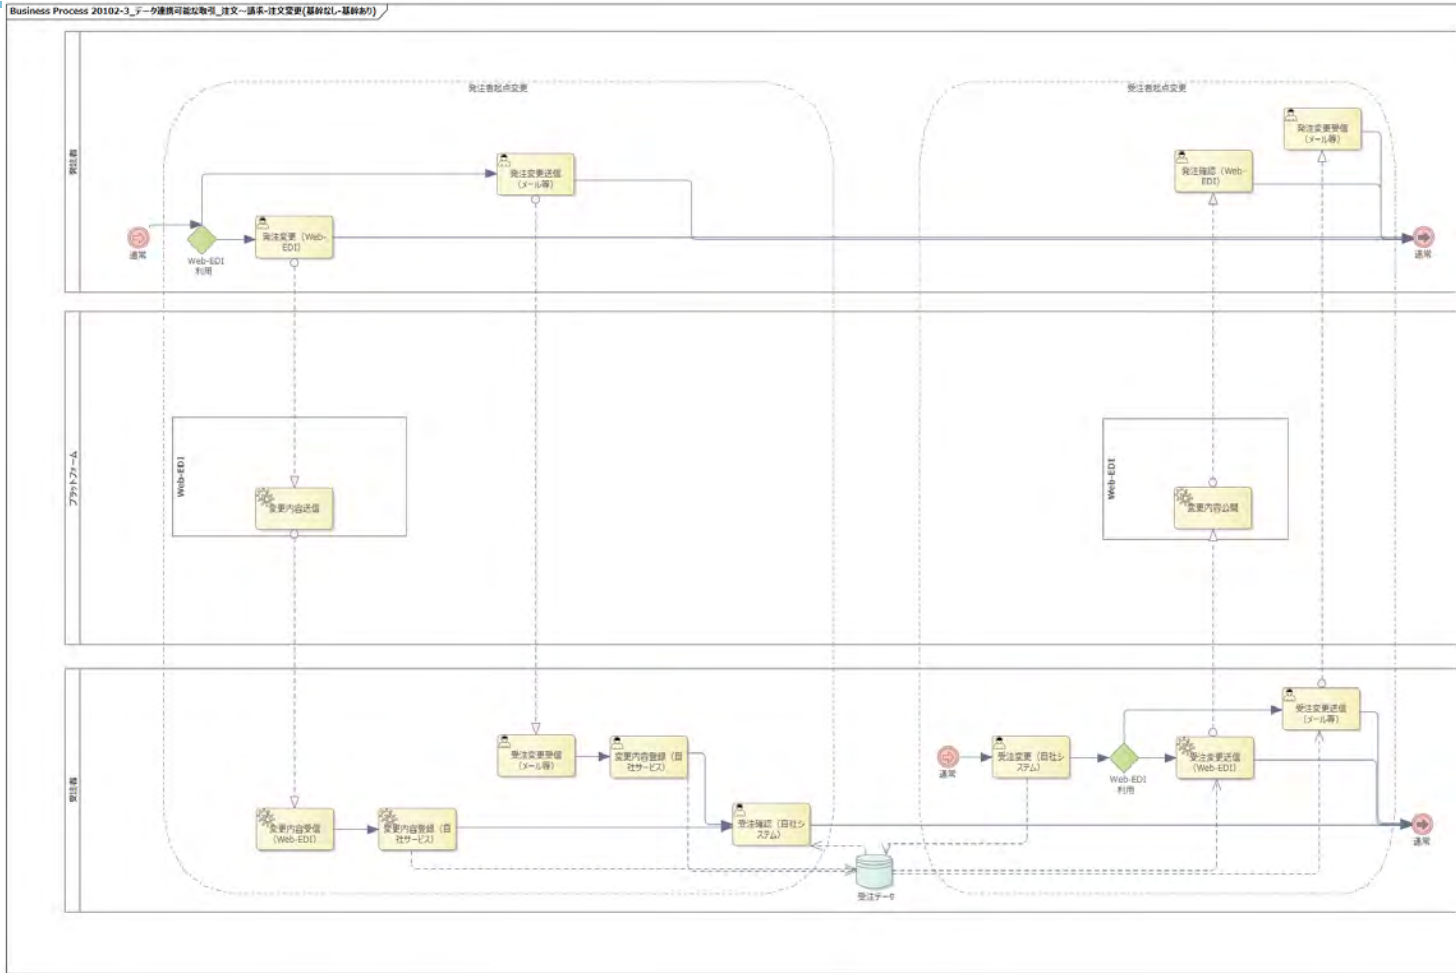 Business Process 20102-3_データ連携可能な取引_注文～請求-注文変更(基幹なし-基幹あり)
発注者起点変更
受注者起点変更
発注者
発注変更受信
(メール等)
発注変更送信
(メール等)
発注確認（Web-
EDI）
発注変更（Web-
EDI）
通常
Web-EDI
利用
通常
プラットフォーム
Web-EDI
変更内容送信
Web-EDI
変更内容公開
受注者
受注変更送信
(メール等)
受注変更受信
(メール等)
変更内容登録（自
社サービス）
通常
受注変更（自社シ
ステム）
Web-EDI
利用
受注変更送信
(Web-EDI)
変更内容受信
(Web-EDI)
変更内容登録（自
社サービス）
受注確認（自社シ
ステム）
通常
受注データ